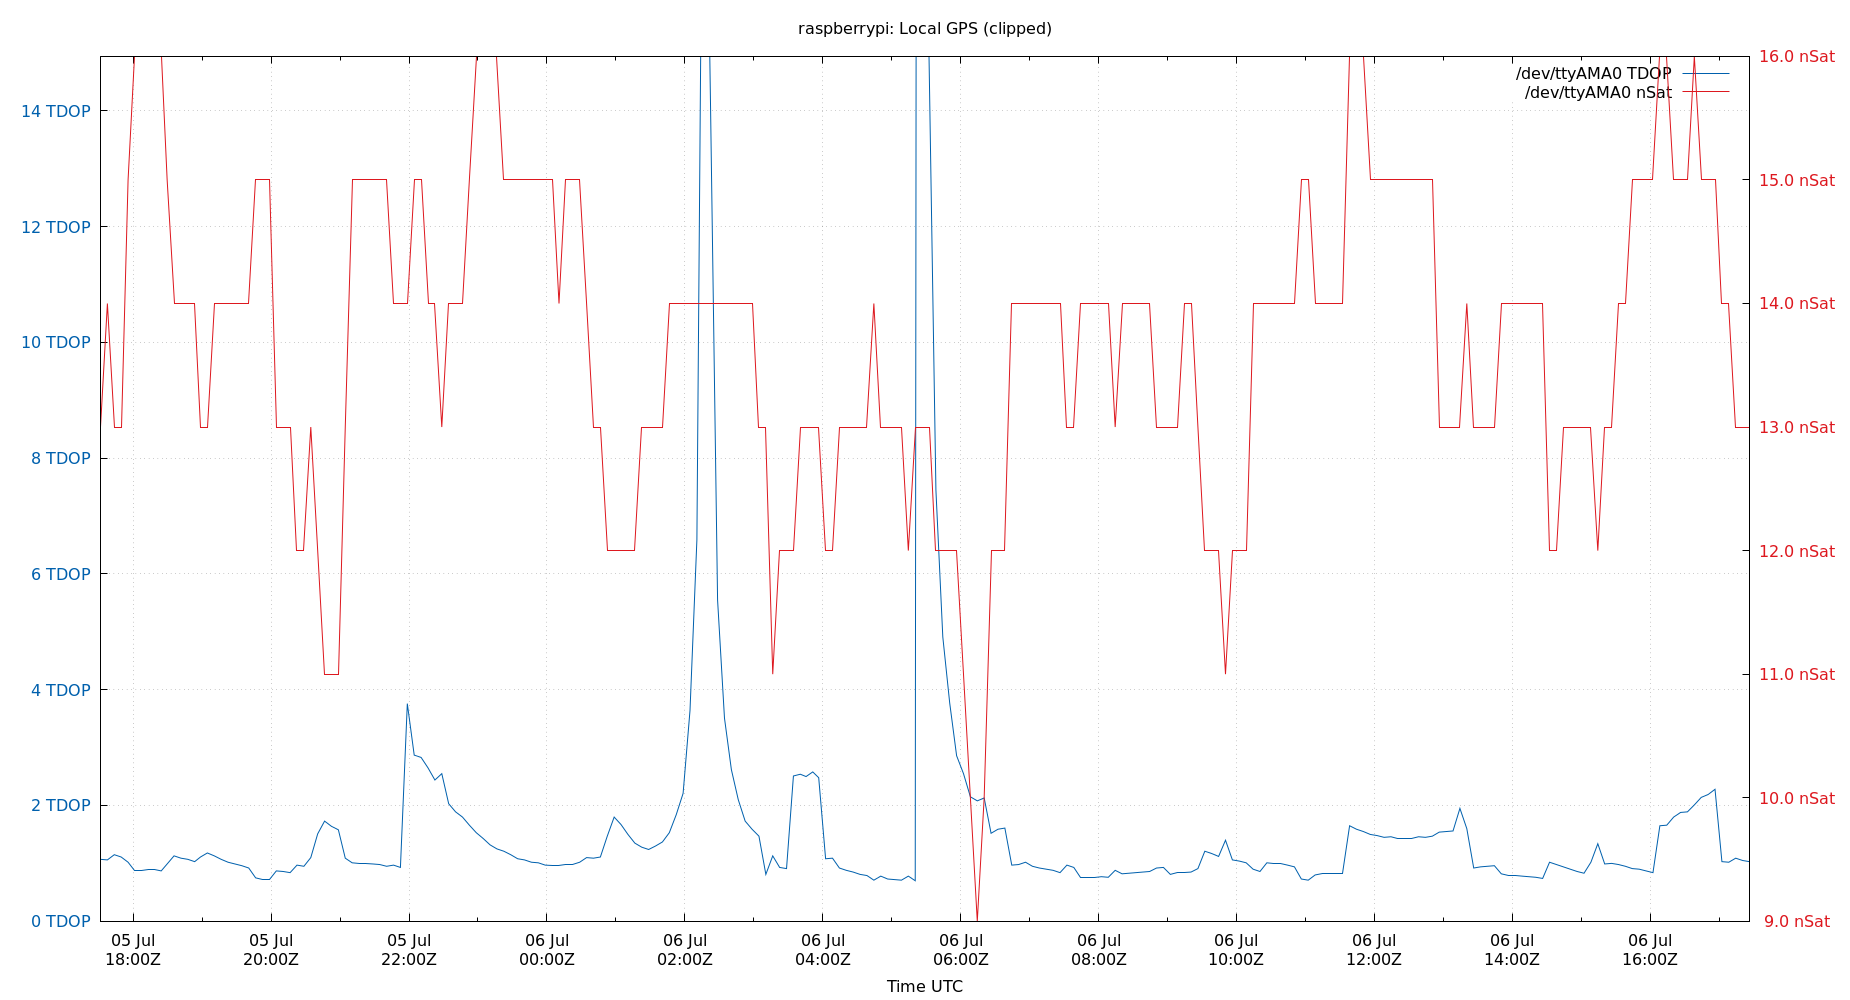 raspberrypi: Local GPS (clipped)
/dev/ttyAMA0 TDOP
/dev/ttyAMA0 nSat
14 TDOP
12 TDOP
10 TDOP
8 TDOP
6 TDOP
4 TDOP
2 TDOP
0 TDOP
16.0 nSat
15.0 nSat
14.0 nSat
13.0 nSat
12.0 nSat
11.0 nSat
10.0 nSat
9.0 nSat
05 Jul 05 Jul 05 Jul 06 Jul 06 Jul 06 Jul 06 Jul 06 Jul 06 Jul 06 Jul 06 Jul 06 Jul
18:00Z 20:00Z 22:00Z 00:00Z 02:00Z 04:00Z 06:00Z 08:00Z 10:00Z 12:00Z 14:00Z 16:00Z
Time UTC